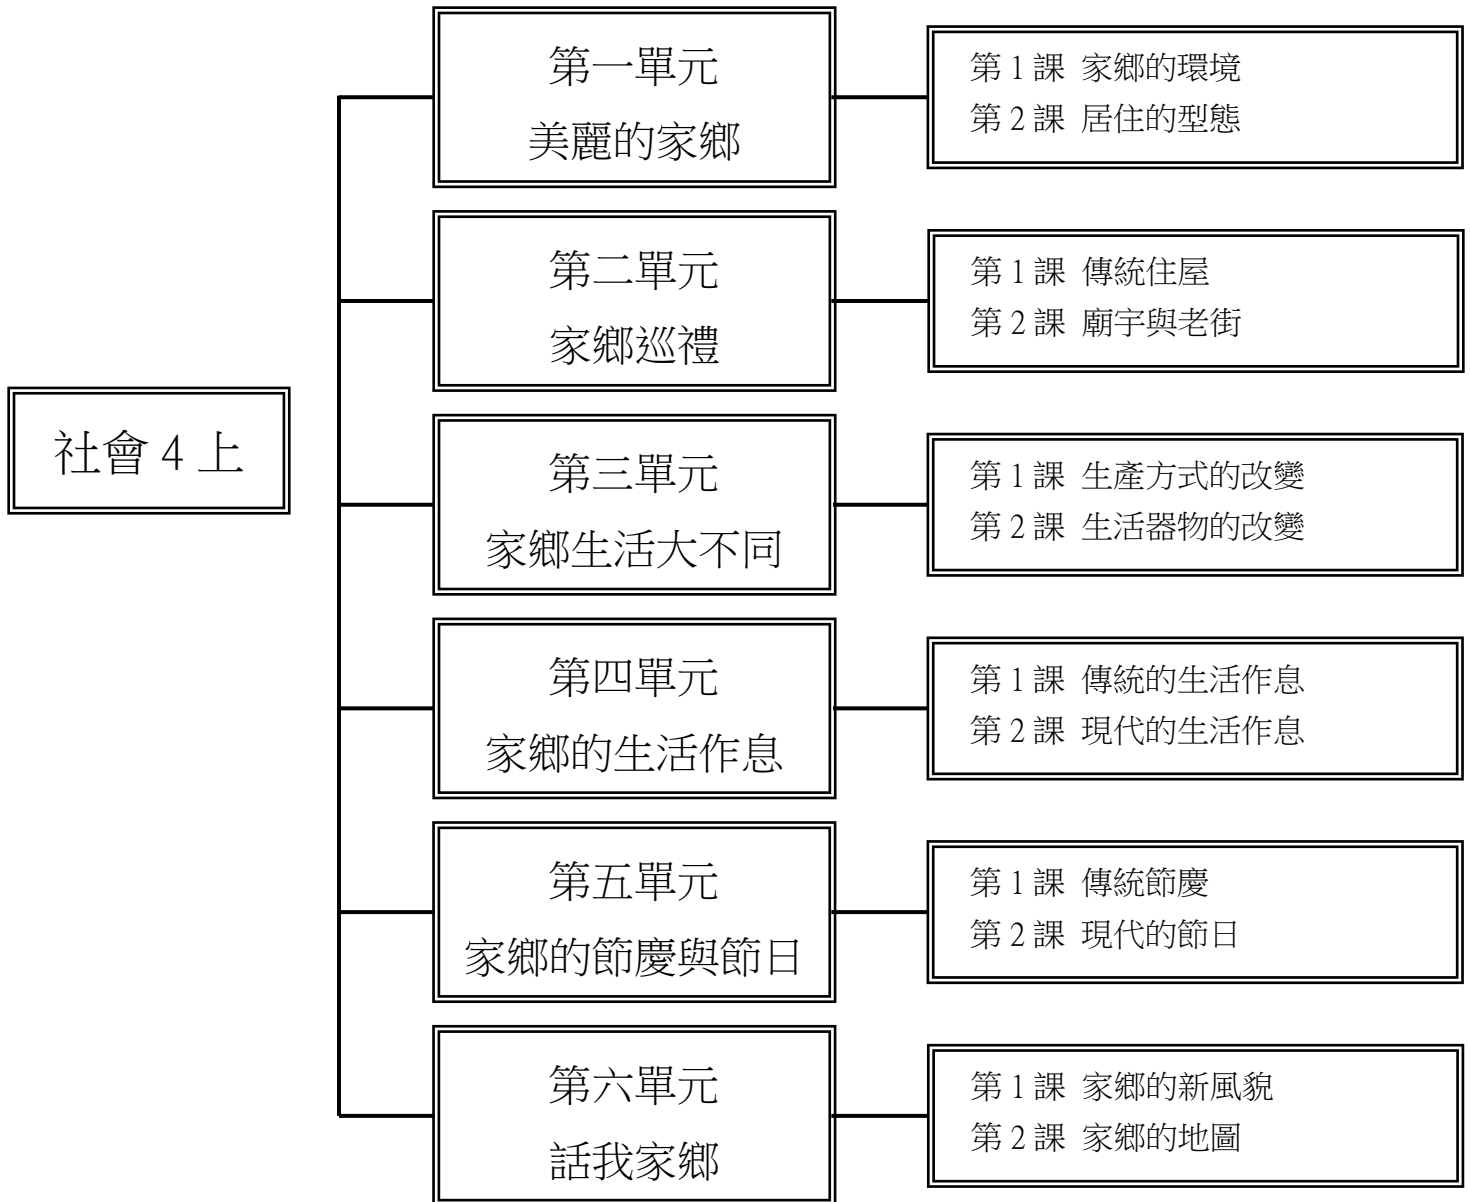 社會 4 上
第一單元
美麗的家鄉
第 1 課 家鄉的環境
第 2 課 居住的型態
第二單元
家鄉巡禮
第 1 課 傳統住屋
第 2 課 廟宇與老街
第三單元
家鄉生活大不同
第 1 課 生產方式的改變
第 2 課 生活器物的改變
第四單元
家鄉的生活作息
第 1 課 傳統的生活作息
第 2 課 現代的生活作息
第五單元
家鄉的節慶與節日
第 1 課 傳統節慶
第 2 課 現代的節日
第六單元
話我家鄉
第 1 課 家鄉的新風貌
第 2 課 家鄉的地圖